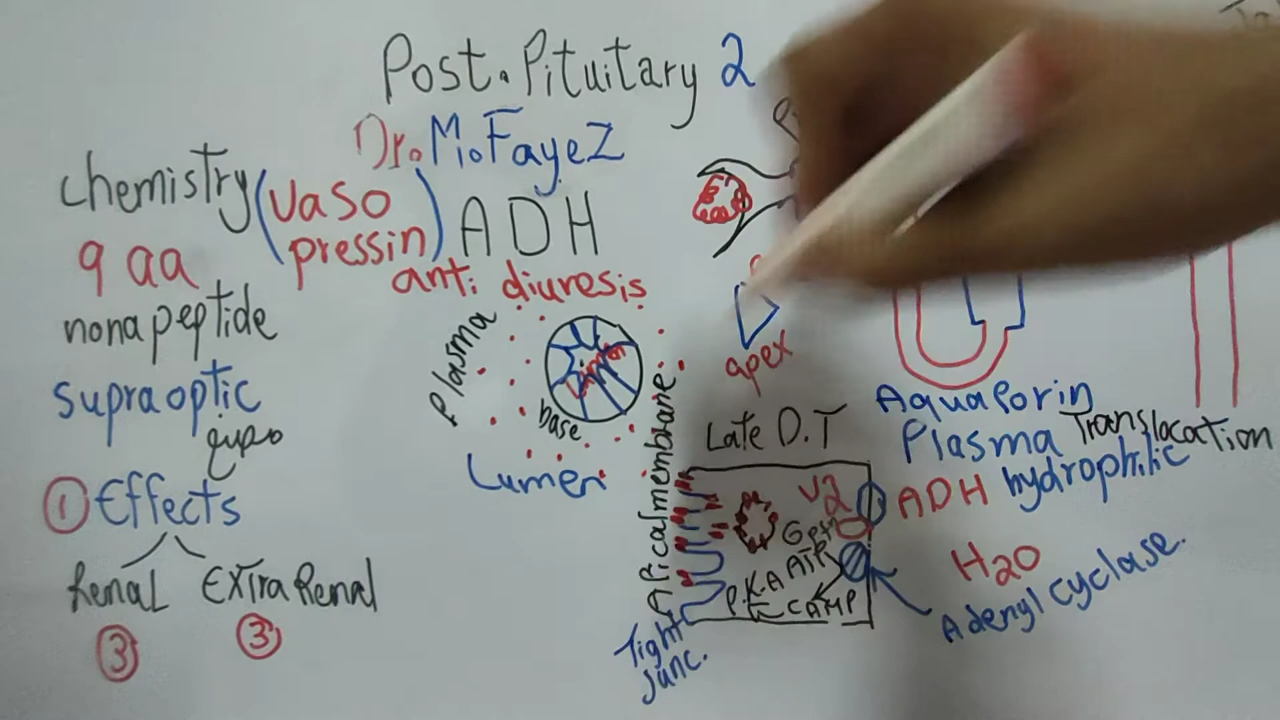 Post. Pituitary 2
Dr. M. Fayez
chemistry
(vaso
pressin)
ADH
9 aa
anti diuresis
nonapeptide
supraoptic
① Effects
Renal
Extra Renal
③
③
Plasma
Lumen
base
Lumen
apex
Apical membrane
Late D.T
V2
ATP
P.K.A
CAMP
Tight
Junc.
Aquaporin
Plasma
Translocation
ADH hydrophilic
H2O
Adenyl cyclase.